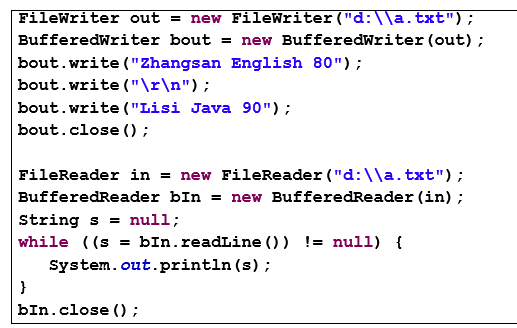 FileWriter out = new FileWriter("d:\\a.txt");
BufferedWriter bout = new BufferedWriter(out);
bout.write("Zhangsan English 80");
bout.write("\r\n");
bout.write("Lisi Java 90");
bout.close();

FileReader in = new FileReader("d:\\a.txt");
BufferedReader bIn = new BufferedReader(in);
String s = null;
while ((s = bIn.readLine()) != null) {
   System.out.println(s);
}
bIn.close();